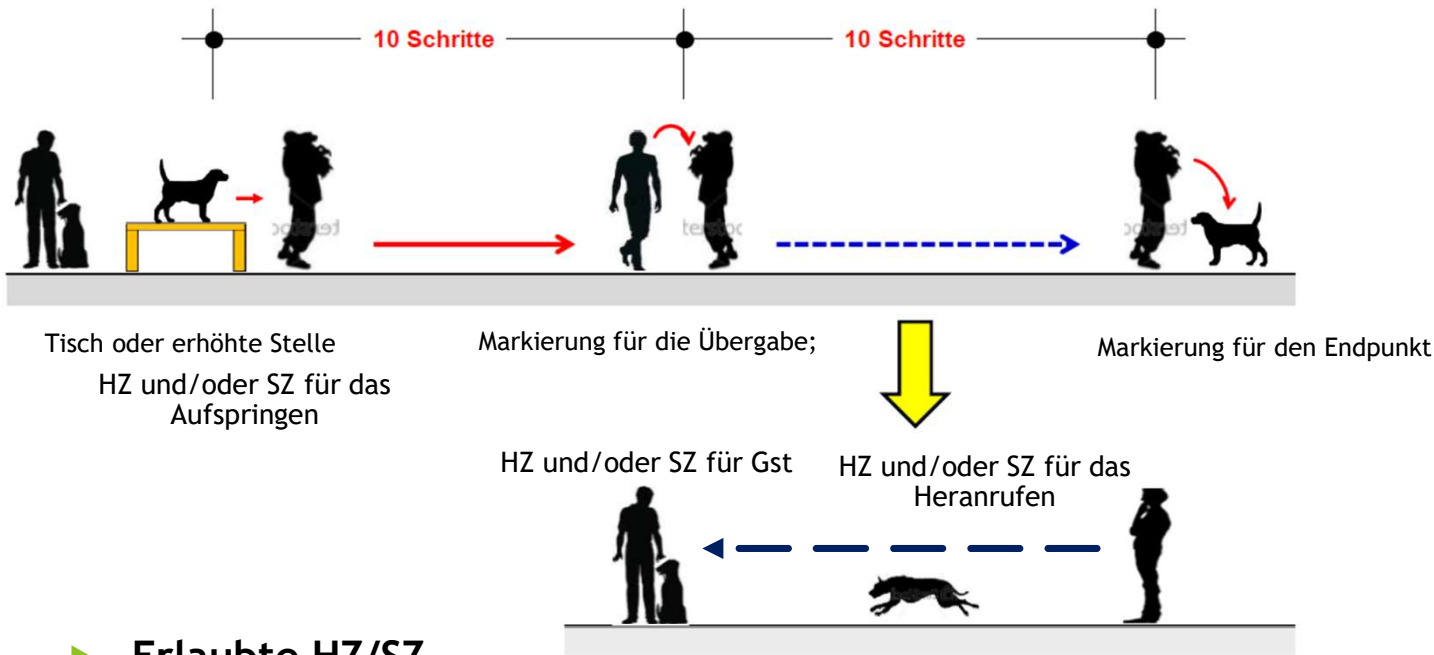 10 Schritte
10 Schritte
Tisch oder erhöhte Stelle
HZ und/oder SZ für das
Aufspringen
Markierung für die Übergabe;
Markierung für den Endpunkt
HZ und/oder SZ für Gst
HZ und/oder SZ für das
Heranrufen
Erlaubte HZ/SZ